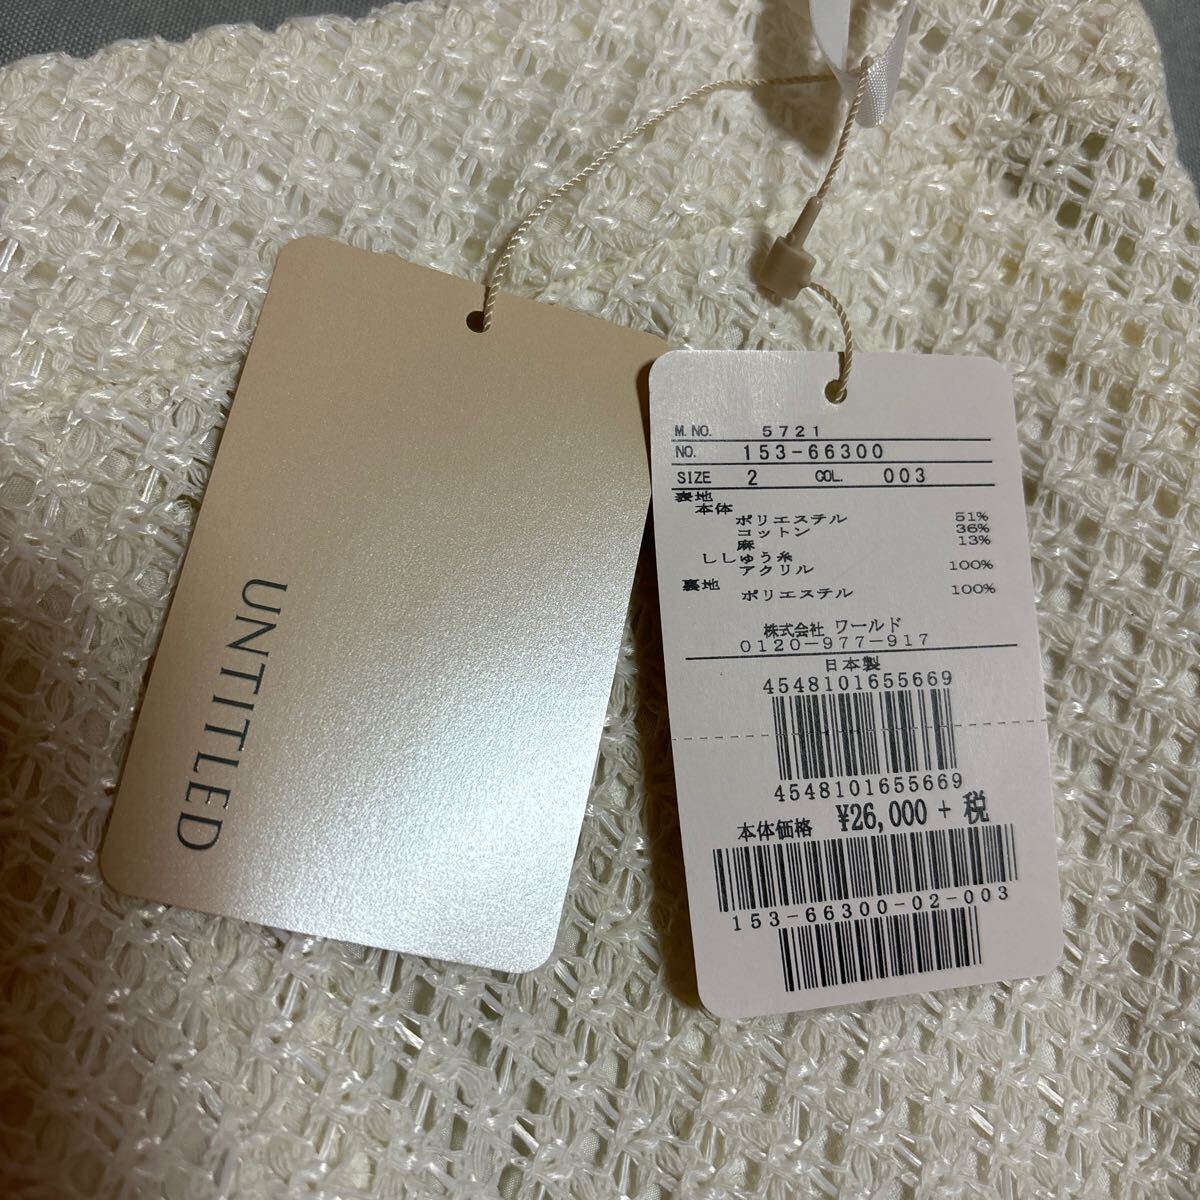 UNTITLED
M.NO. 5721
NO. 153-66300
SIZE 2 COL. 003
表地
本体
ポリエステル 51%
コットン 36%
麻 13%
ししゅう糸
アクリル 100%
裏地
ポリエステル 100%
株式会社 ワールド
0120-977-917
日本製
4548101655669
4548101655669
本体価格 ¥26,000 + 税
153-66300-02-003